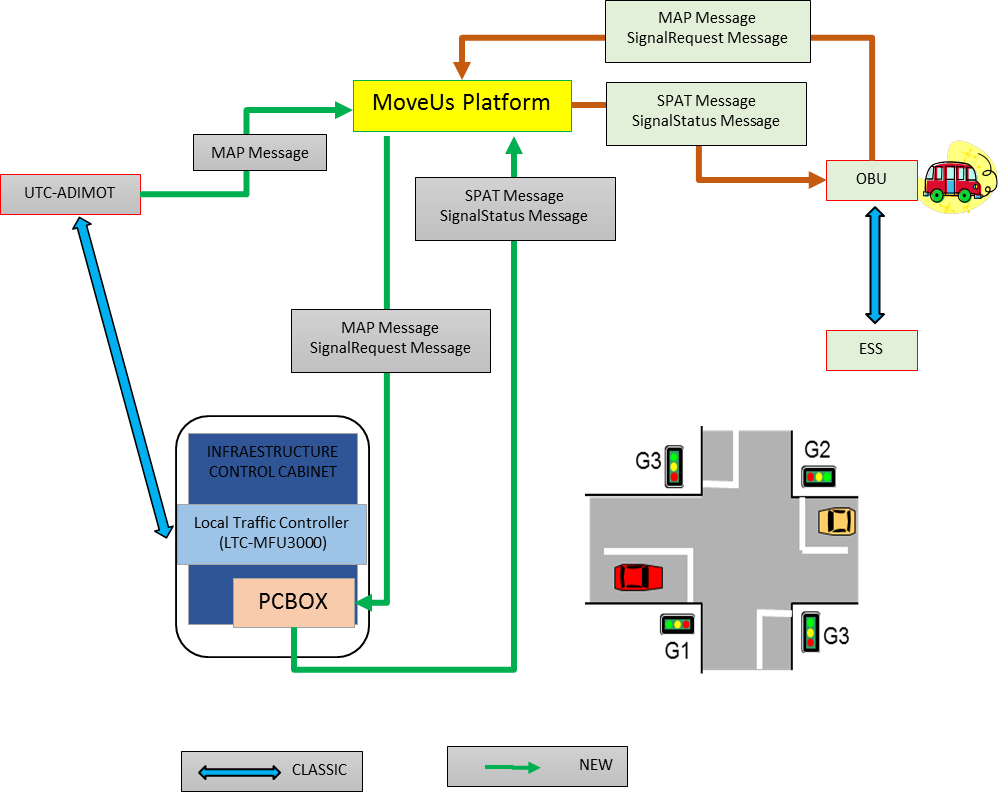 MAP Message
SignalRequest Message
MoveUs Platform
SPAT Message
SignalStatus Message
MAP Message
UTC-ADIMOT
SPAT Message
SignalStatus Message
OBU
MAP Message
SignalRequest Message
ESS
INFRAESTRUCTURE
CONTROL CABINET
Local Traffic Controller
(LTC-MFU3000)
PCBOX
G3
G2
G1
G3
CLASSIC
NEW